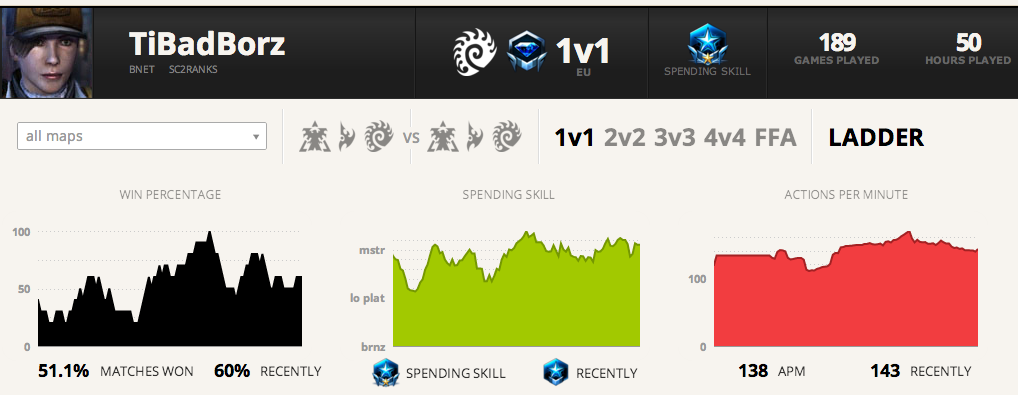 TiBadBorz
BNET SC2RANKS
1v1
EU
SPENDING SKILL
189
GAMES PLAYED
50
HOURS PLAYED
all maps
vs
1v1 2v2 3v3 4v4 FFA
LADDER
WIN PERCENTAGE
100
50
0
51.1% MATCHES WON 60% RECENTLY
SPENDING SKILL
mstr
lo plat
brnz
SPENDING SKILL RECENTLY
ACTIONS PER MINUTE
100
0
138 APM 143 RECENTLY